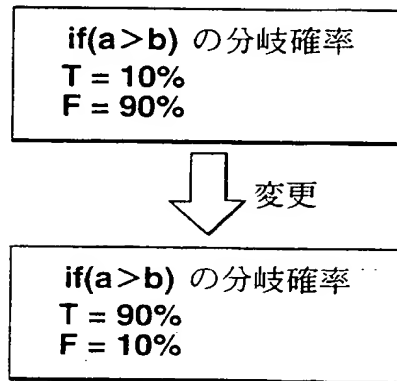 if(a>b) の分岐確率
T = 10%
F = 90%
変更
if(a>b) の分岐確率
T = 90%
F = 10%